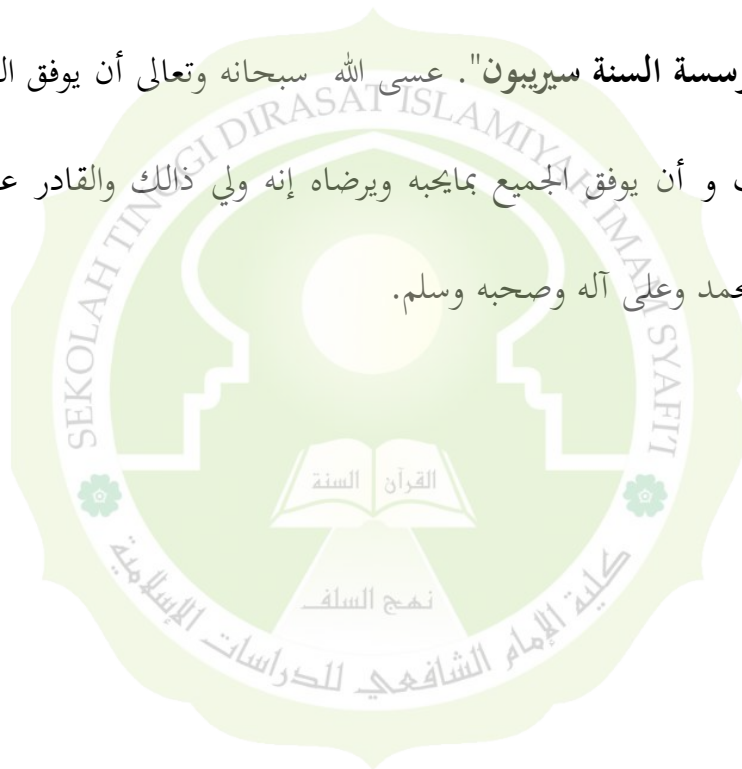 رسسة السنة سيريبون". عسى الله سبحانه وتعالى أن يوفق
و أن يوفق الجميع بمايحبه ويرضاه إنه ولي ذالك والقادر
محمد وعلى آله وصحبه وسلم.
SEKOLAH TINGGI DIRASAT ISLAMIYAH IMAM SYAFI'I
القرآن السنة
نهج السلف
كلية الإمام الشافعي للدراسات الإسلامية